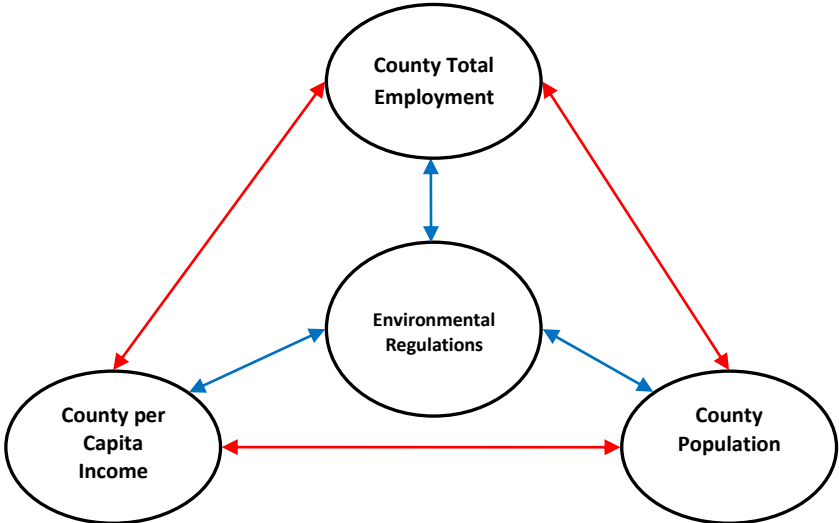 County Total
Employment
Environmental
Regulations
County per
Capita
Income
County
Population